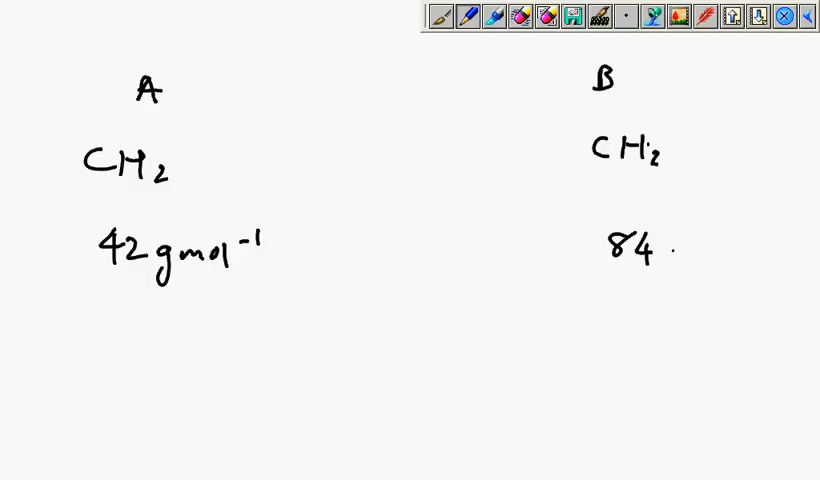 A
CH₂
42 gmol⁻¹
B
CH₂
84